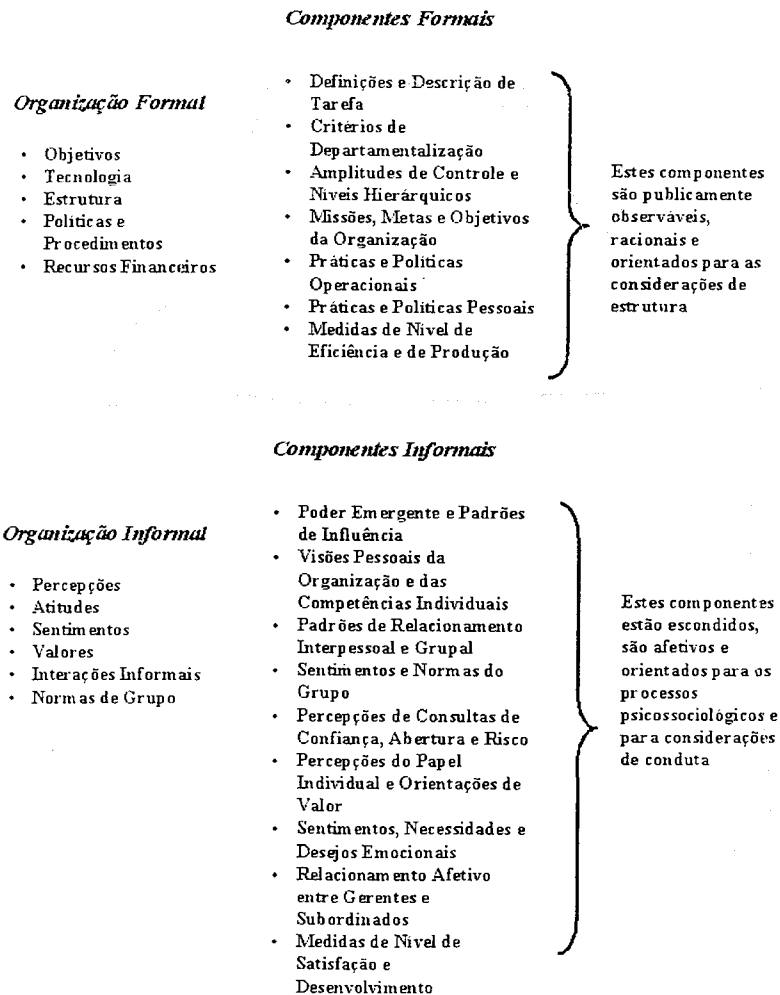 Componentes Formais
Organização Formal
• Objetivos
• Tecnologia
• Estrutura
• Políticas e
Procedimentos
• Recursos Financeiros
• Definições e Descrição de
Tarefa
• Critérios de
Departamentalização
• Amplitudes de Controle e
Níveis Hierárquicos
• Missões, Metas e Objetivos
da Organização
• Práticas e Políticas
Operacionais
• Práticas e Políticas Pessoais
• Medidas de Nível de
Eficiência e de Produção
Estes componentes
são publicamente
observáveis,
racionais e
orientados para as
considerações de
estrutura
Componentes Informais
Organização Informal
• Percepções
• Atitudes
• Sentimentos
• Valores
• Interações Informais
• Normas de Grupo
• Poder Emergente e Padrões
de Influência
• Visões Pessoais da
Organização e das
Competências Individuais
• Padrões de Relacionamento
Interpessoal e Grupal
• Sentimentos e Normas do
Grupo
• Percepções de Consultas de
Confiança, Abertura e Risco
• Percepções do Papel
Individual e Orientações de
Valor
• Sentimentos, Necessidades e
Desejos Emocionais
• Relacionamento Afetivo
entre Gerentes e
Subordinados
• Medidas de Nível de
Satisfação e
Desenvolvimento
Estes componentes
estão escondidos,
são afetivos e
orientados para os
processos
psicossociológicos e
para considerações
de conduta